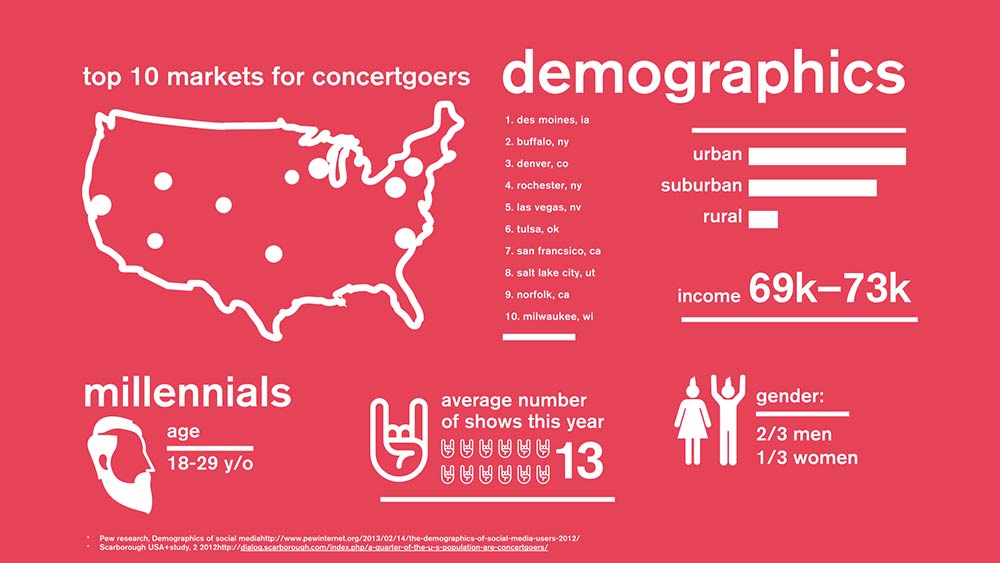 top 10 markets for concertgoers
demographics
1. des moines, ia
2. buffalo, ny
3. denver, co
4. rochester, ny
5. las vegas, nv
6. tulsa, ok
7. san francsico, ca
8. salt lake city, ut
9. norfolk, ca
10. milwaukee, wi
urban
suburban
rural
income 69k–73k
millennials
age
18-29 y/o
average number
of shows this year
13
gender:
2/3 men
1/3 women
• Pew research, Demographics of social mediahttp://www.pewinternet.org/2013/02/14/the-demographics-of-social-media-users-2012/
• Scarborough USA+study, 2 2012http://dialog.scarborough.com/index.php/a-quarter-of-the-u-s-population-are-concertgoers/